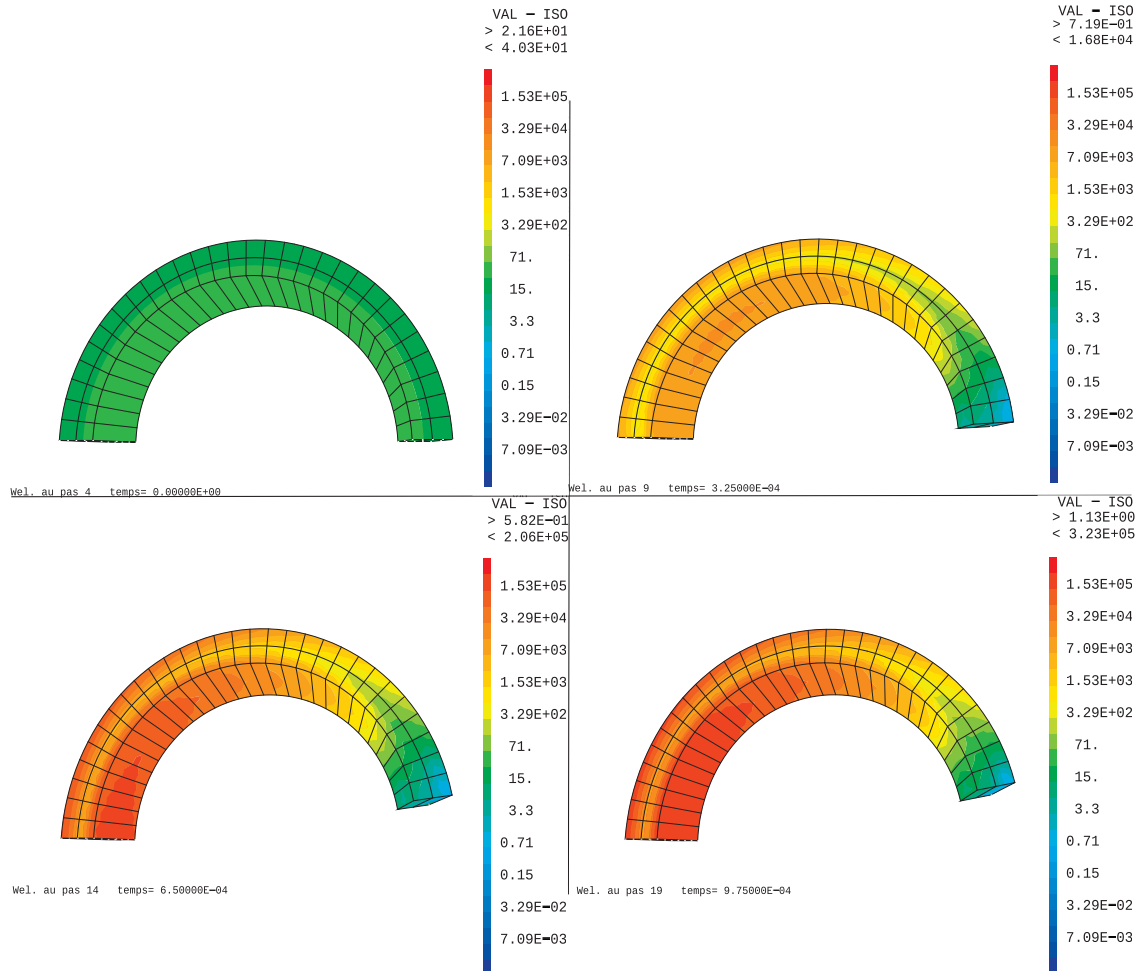 VAL − ISO
> 2.16E+01
< 4.03E+01
1.53E+05
3.29E+04
7.09E+03
1.53E+03
3.29E+02
71.
15.
3.3
0.71
0.15
3.29E−02
7.09E−03
Wel. au pas 4 temps= 0.00000E+00
VAL − ISO
> 7.19E−01
< 1.68E+04
1.53E+05
3.29E+04
7.09E+03
1.53E+03
3.29E+02
71.
15.
3.3
0.71
0.15
3.29E−02
7.09E−03
Wel. au pas 9 temps= 3.25000E−04
VAL − ISO
> 5.82E−01
< 2.06E+05
1.53E+05
3.29E+04
7.09E+03
1.53E+03
3.29E+02
71.
15.
3.3
0.71
0.15
3.29E−02
7.09E−03
Wel. au pas 14 temps= 6.50000E−04
VAL − ISO
> 1.13E+00
< 3.23E+05
1.53E+05
3.29E+04
7.09E+03
1.53E+03
3.29E+02
71.
15.
3.3
0.71
0.15
3.29E−02
7.09E−03
Wel. au pas 19 temps= 9.75000E−04